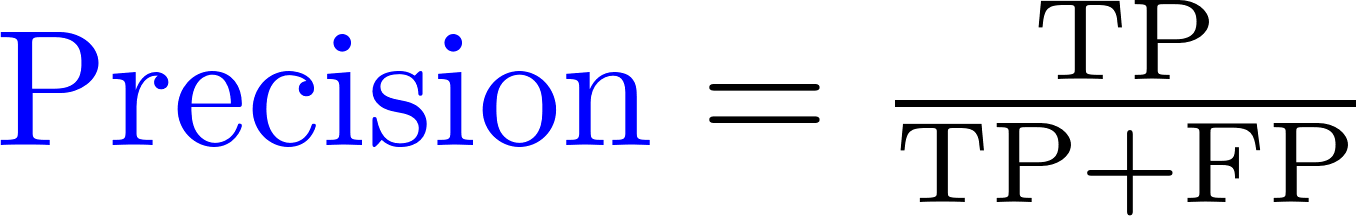 Precision = TP
TP+FP